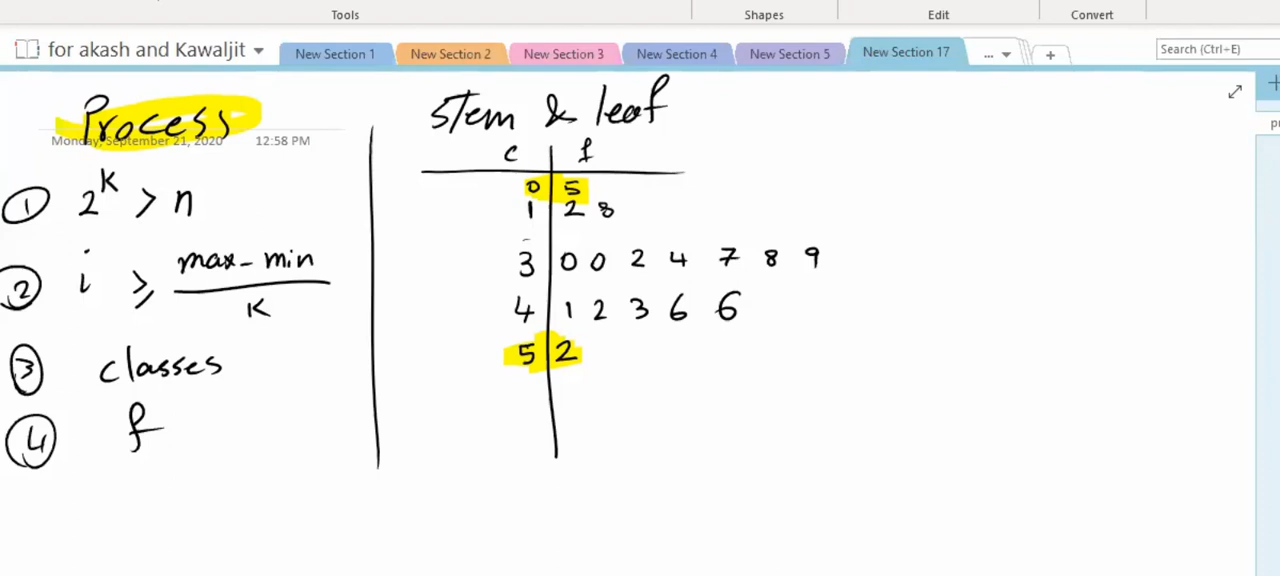 Tools Shapes Edit Convert
for akash and Kawaljit New Section 1 New Section 2 New Section 3 New Section 4 New Section 5 New Section 17 ... + Search (Ctrl+E)
Process
Monday, September 21, 2020 12:58 PM
① 2^K > n
② i ≥ (max - min) / K
③ classes
④ f
stem & leaf
c | f
0 | 5
1 | 2 8
3 | 0 0 2 4 7 8 9
4 | 1 2 3 6 6
5 | 2
+